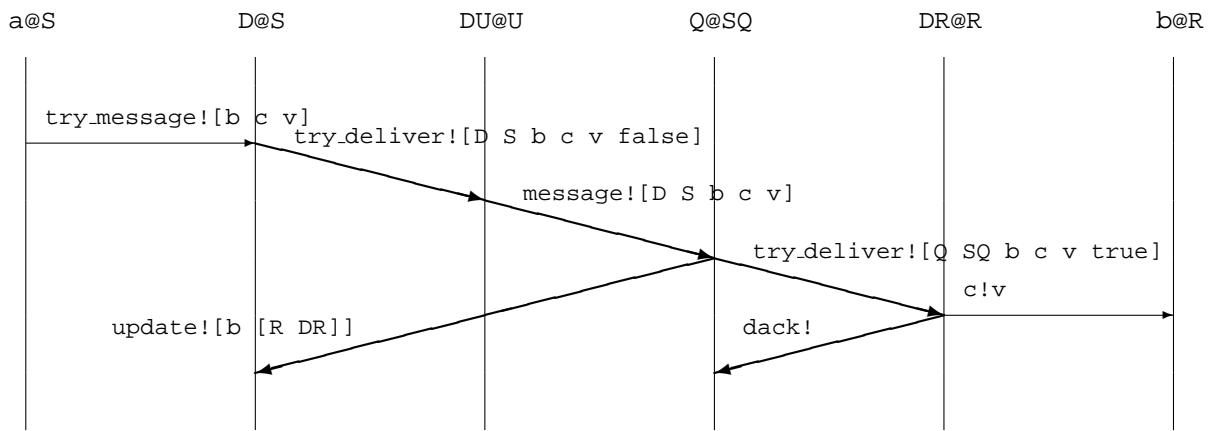 a@S D@S DU@U Q@SQ DR@R b@R
try_message![b c v]
try_deliver![D S b c v false]
message![D S b c v]
try_deliver![Q SQ b c v true]
c!v
update![b [R DR]]
dack!